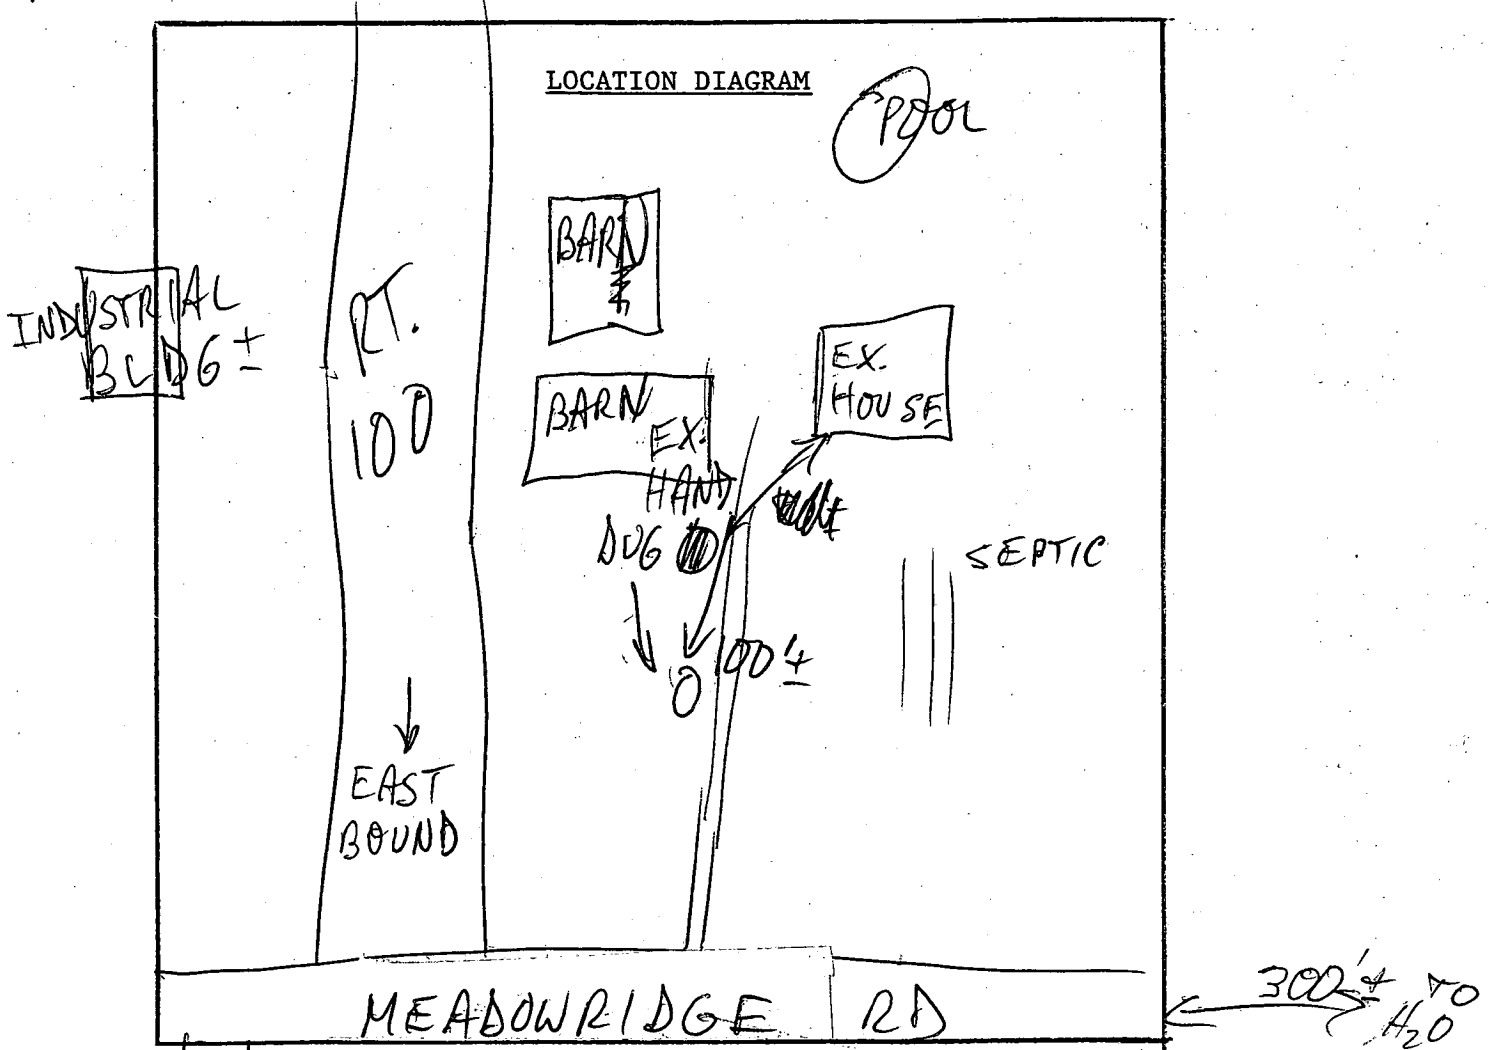 LOCATION DIAGRAM
POOL
BARN
INDUSTRIAL
BLDG ±
RT.
100
EX.
HOUSE
BARN
EX.
HAND
DUG
SEPTIC
100'±
EAST
BOUND
MEADOWRIDGE RD
300'± TO
H2O